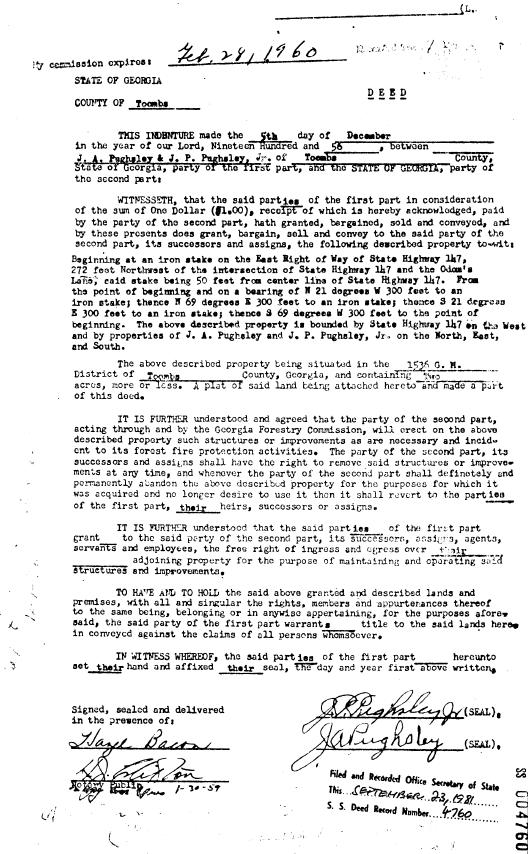 My commission expires: Feb. 28, 1960
STATE OF GEORGIA
D E E D
COUNTY OF Toombs
THIS INDENTURE made the 5th day of December
in the year of our Lord, Nineteen Hundred and 56, between
J. A. Pughsley & J. P. Pughsley, Jr. of Toombs County,
State of Georgia, party of the first part, and the STATE OF GEORGIA, party of
the second part:
WITNESSETH, that the said parties of the first part in consideration
of the sum of One Dollar ($1.00), receipt of which is hereby acknowledged, paid
by the party of the second part, hath granted, bargained, sold and conveyed, and
by these presents does grant, bargain, sell and convey to the said party of the
second part, its successors and assigns, the following described property to-wit:
Beginning at an iron stake on the East Right of Way of State Highway 147,
272 feet Northwest of the intersection of State Highway 147 and the Odom's
Lane, said stake being 50 feet from center line of State Highway 147. From
the point of beginning and on a bearing of N 21 degrees W 300 feet to an
iron stake; thence N 69 degrees E 300 feet to an iron stake; thence S 21 degrees
E 300 feet to an iron stake; thence S 69 degrees W 300 feet to the point of
beginning. The above described property is bounded by State Highway 147 on the West
and by properties of J. A. Pughsley and J. P. Pughsley, Jr. on the North, East,
and South.
The above described property being situated in the 1536 G. M.
District of Toombs County, Georgia, and containing two
acres, more or less. A plat of said land being attached hereto and made a part
of this deed.
IT IS FURTHER understood and agreed that the party of the second part,
acting through and by the Georgia Forestry Commission, will erect on the above
described property such structures or improvements as are necessary and incid-
ent to its forest fire protection activities. The party of the second part, its
successors and assigns shall have the right to remove said structures or improve-
ments at any time, and whenever the party of the second part shall definetely and
permanently abandon the above described property for the purposes for which it
was acquired and no longer desire to use it then it shall revert to the parties
of the first part, their heirs, successors or assigns.
IT IS FURTHER understood that the said parties of the first part
grant to the said party of the second part, its successors, assigns, agents,
servants and employees, the free right of ingress and egress over their
adjoining property for the purpose of maintaining and operating said
structures and improvements.
TO HAVE AND TO HOLD the said above granted and described lands and
premises, with all and singular the rights, members and appurtenances thereof
to the same being, belonging or in anywise appertaining, for the purposes afore-
said, the said party of the first part warrants title to the said lands here-
in conveyed against the claims of all persons whomsoever.
IN WITNESS WHEREOF, the said parties of the first part hereunto
set their hand and affixed their seal, the day and year first above written.
Signed, sealed and delivered
in the presence of:
J. P. Pughsley Jr (SEAL).
Hazel Bacon
J A Pughsley (SEAL).
Notary Public
1-30-59
Filed and Recorded Office Secretary of State
This SEPTEMBER 23, 1981
S. S. Deed Record Number 4760
004760